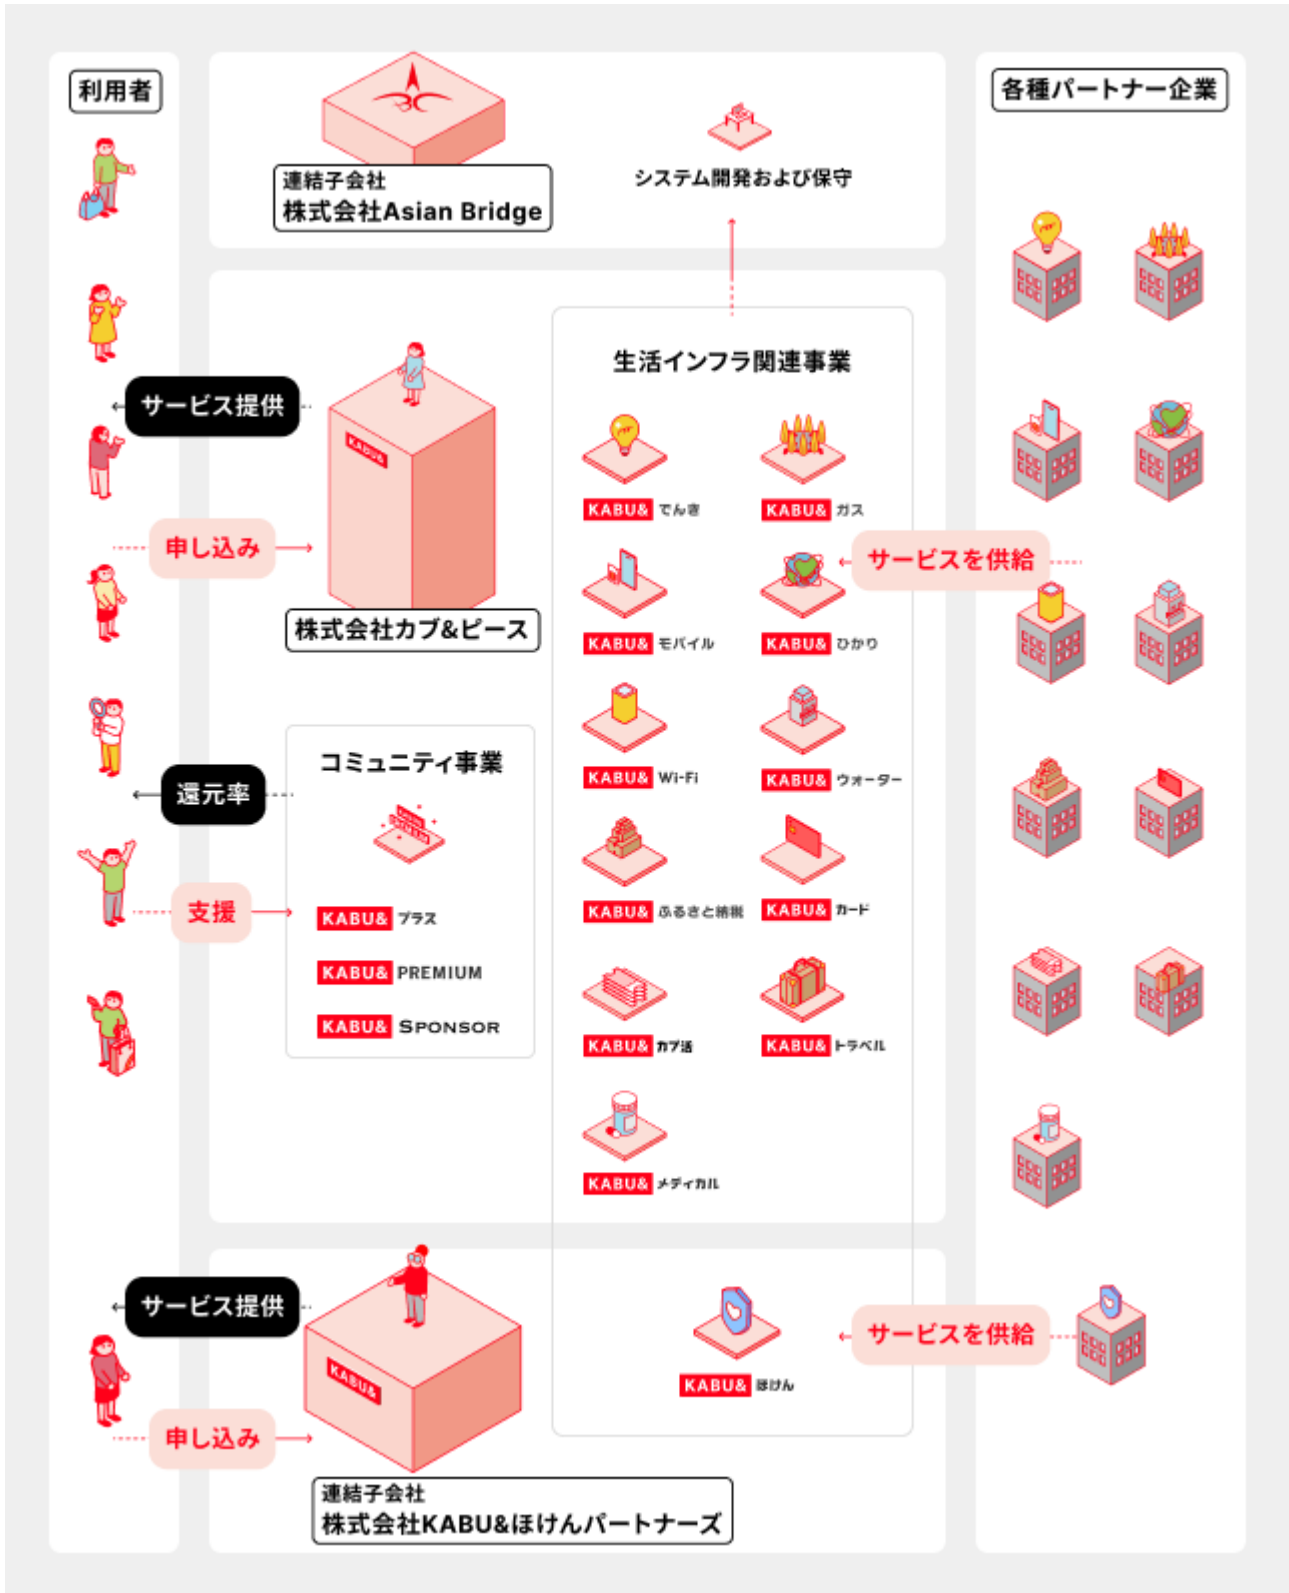 利用者
連結子会社
株式会社Asian Bridge
システム開発および保守
各種パートナー企業
サービス提供
KABU&
申し込み
株式会社カブ&ピース
コミュニティ事業
還元率
支援
KABU& プラス
KABU& PREMIUM
KABU& SPONSOR
生活インフラ関連事業
KABU& でんき
KABU& ガス
KABU& モバイル
KABU& ひかり
KABU& Wi-Fi
KABU& ウォーター
KABU& ふるさと納税
KABU& カード
KABU& カブ活
KABU& トラベル
KABU& メディカル
サービスを供給
サービス提供
KABU&
申し込み
連結子会社
株式会社KABU&ほけんパートナーズ
KABU& ほけん
サービスを供給